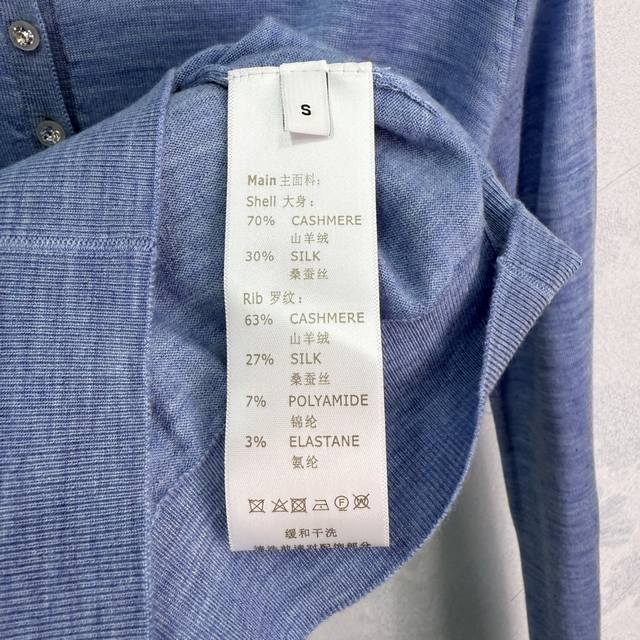 S
Main 主面料:
Shell 大身:
70% CASHMERE
山羊绒
30% SILK
桑蚕丝
Rib 罗纹:
63% CASHMERE
山羊绒
27% SILK
桑蚕丝
7% POLYAMIDE
锦纶
3% ELASTANE
氨纶
缓和干洗